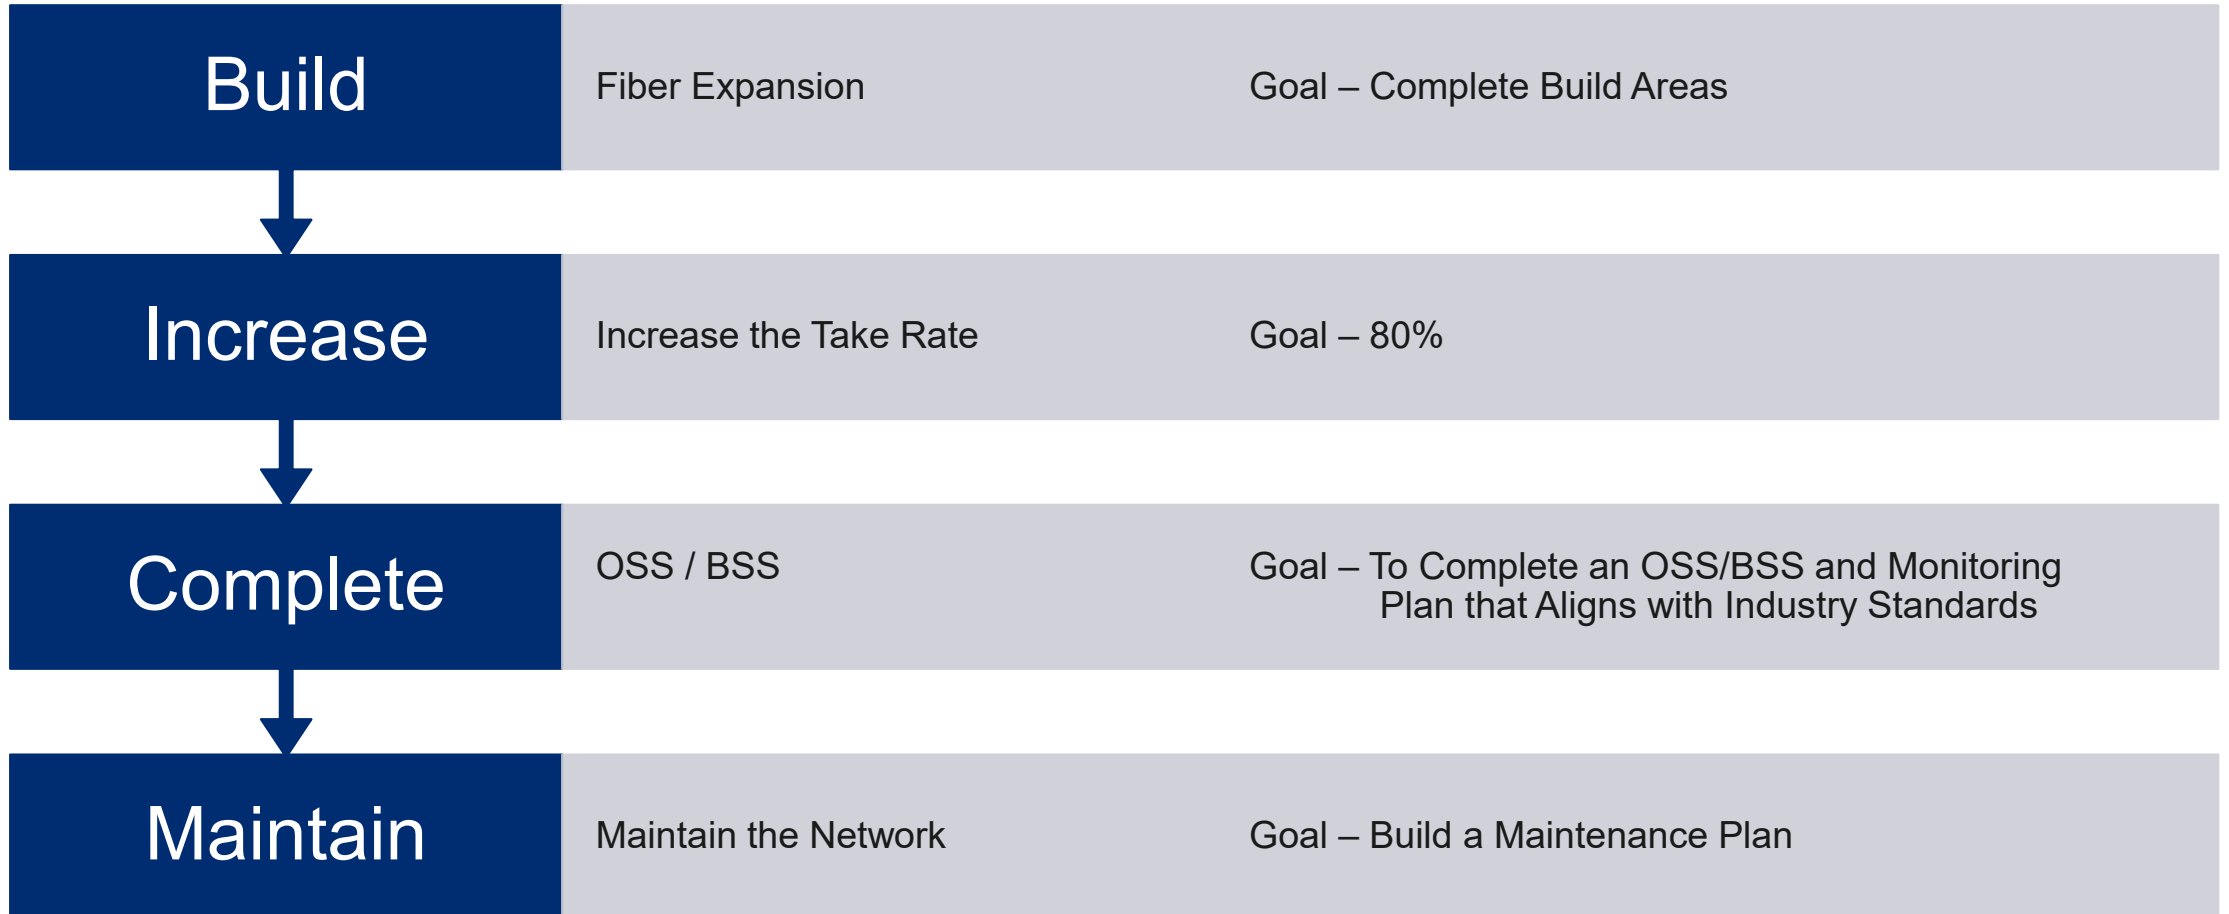 Build
Fiber Expansion Goal – Complete Build Areas
Increase
Increase the Take Rate Goal – 80%
Complete
OSS / BSS Goal – To Complete an OSS/BSS and Monitoring
Plan that Aligns with Industry Standards
Maintain
Maintain the Network Goal – Build a Maintenance Plan